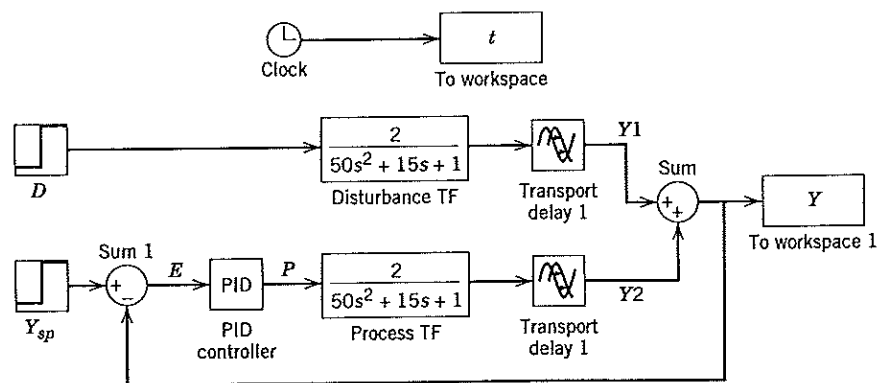 t
Clock
To workspace
D
2
50s² + 15s + 1
Disturbance TF
Transport
delay 1
Y1
Sum
+
+
Y
To workspace 1
Sum 1
+
−
Y_sp
E
PID
PID
controller
P
2
50s² + 15s + 1
Process TF
Transport
delay 1
Y2